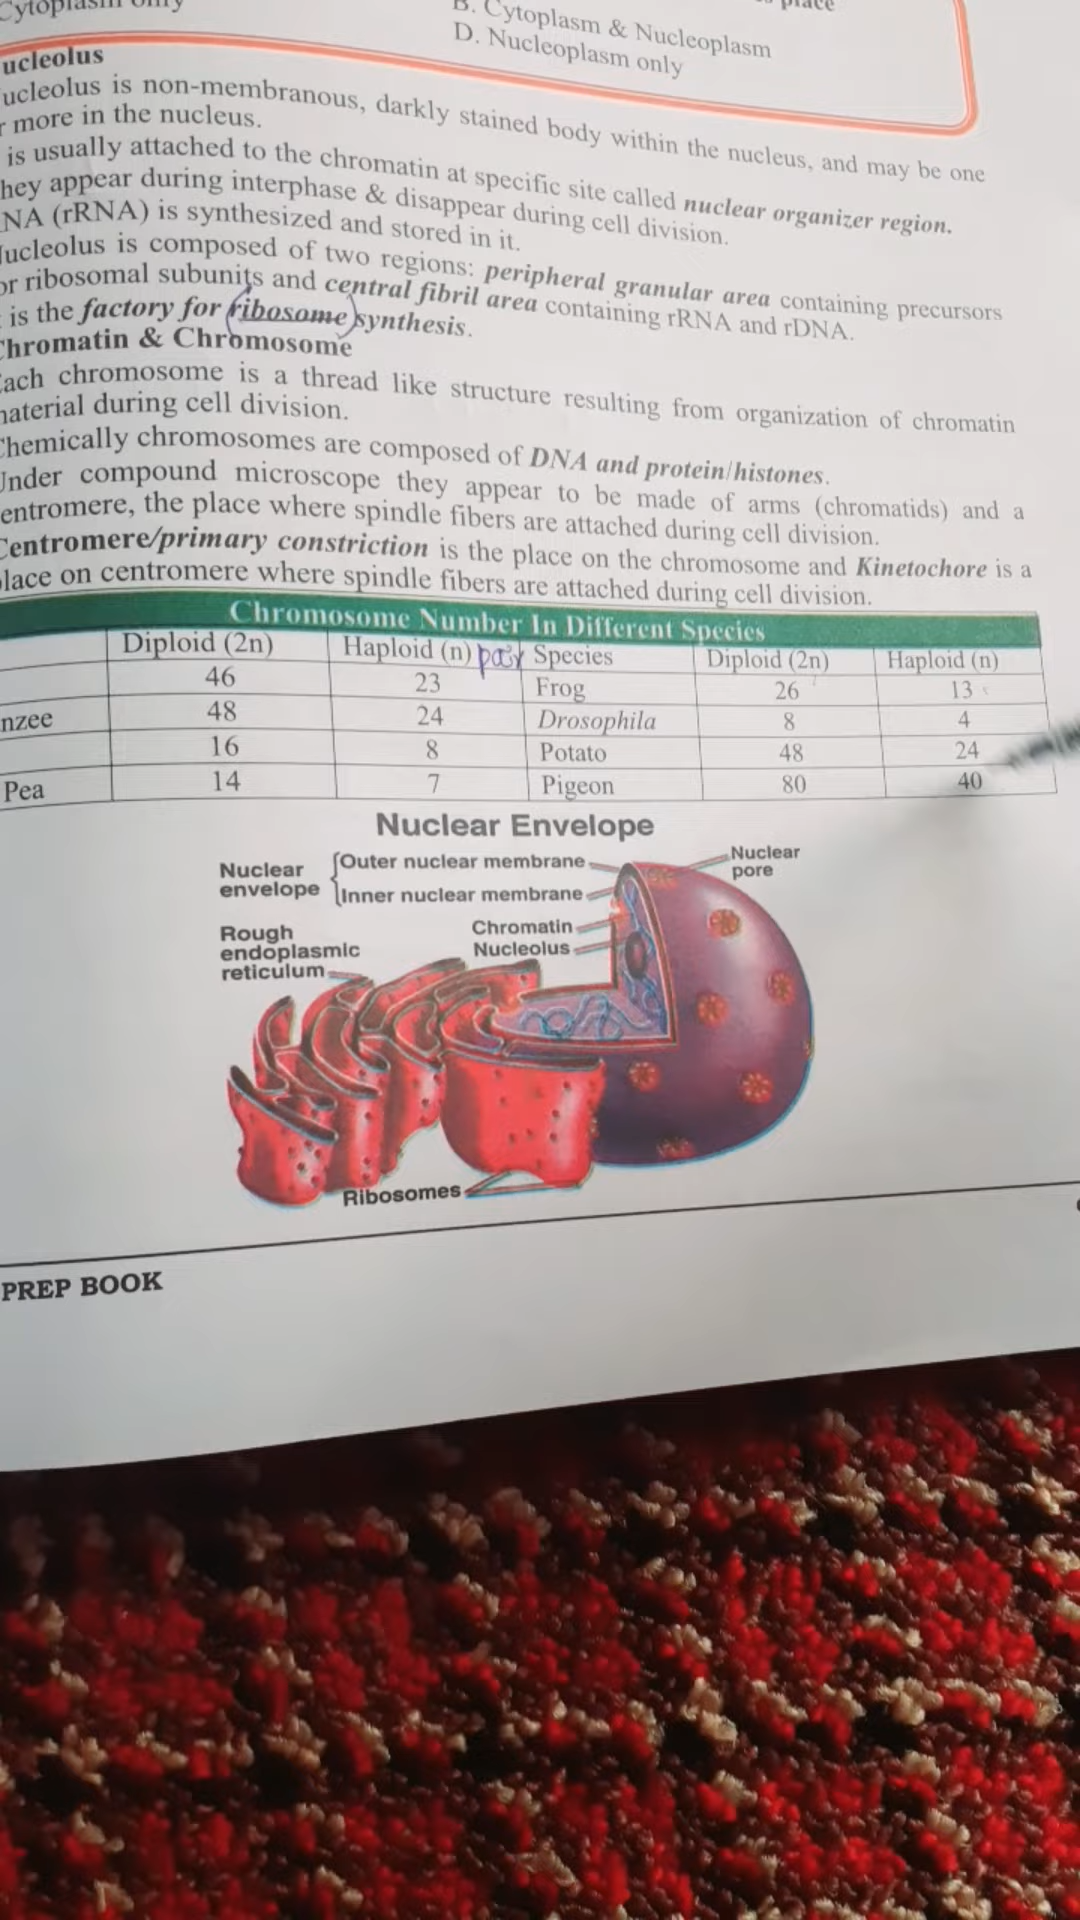 B. Cytoplasm & Nucleoplasm
D. Nucleoplasm only
ucleolus
ucleolus is non-membranous, darkly stained body within the nucleus, and may be one
r more in the nucleus.
is usually attached to the chromatin at specific site called nuclear organizer region.
hey appear during interphase & disappear during cell division.
NA (rRNA) is synthesized and stored in it.
ucleolus is composed of two regions: peripheral granular area containing precursors
or ribosomal subunits and central fibril area containing rRNA and rDNA.
is the factory for ribosome synthesis.
hromatin & Chromosome
ach chromosome is a thread like structure resulting from organization of chromatin
aterial during cell division.
hemically chromosomes are composed of DNA and protein/histones.
Under compound microscope they appear to be made of arms (chromatids) and a
entromere, the place where spindle fibers are attached during cell division.
Centromere/primary constriction is the place on the chromosome and Kinetochore is a
lace on centromere where spindle fibers are attached during cell division.
Chromosome Number In Different Species
Diploid (2n) Haploid (n) pair Species Diploid (2n) Haploid (n)
46 23 Frog 26 13
nzee 48 24 Drosophila 8 4
16 8 Potato 48 24
Pea 14 7 Pigeon 80 40
Nuclear Envelope
Nuclear envelope
Outer nuclear membrane
Inner nuclear membrane
Nuclear pore
Chromatin
Nucleolus
Rough
endoplasmic
reticulum
Ribosomes
PREP BOOK